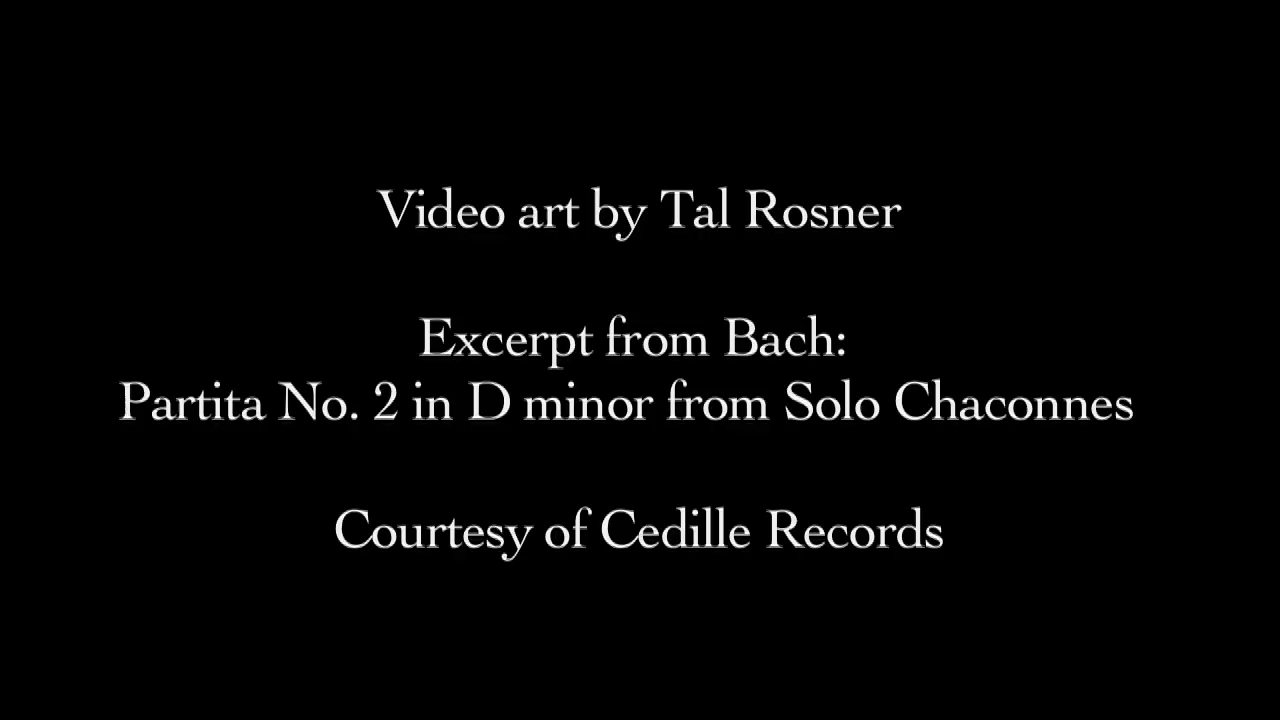 Video art by Tal Rosner
Excerpt from Bach:
Partita No. 2 in D minor from Solo Chaconnes
Courtesy of Cedille Records